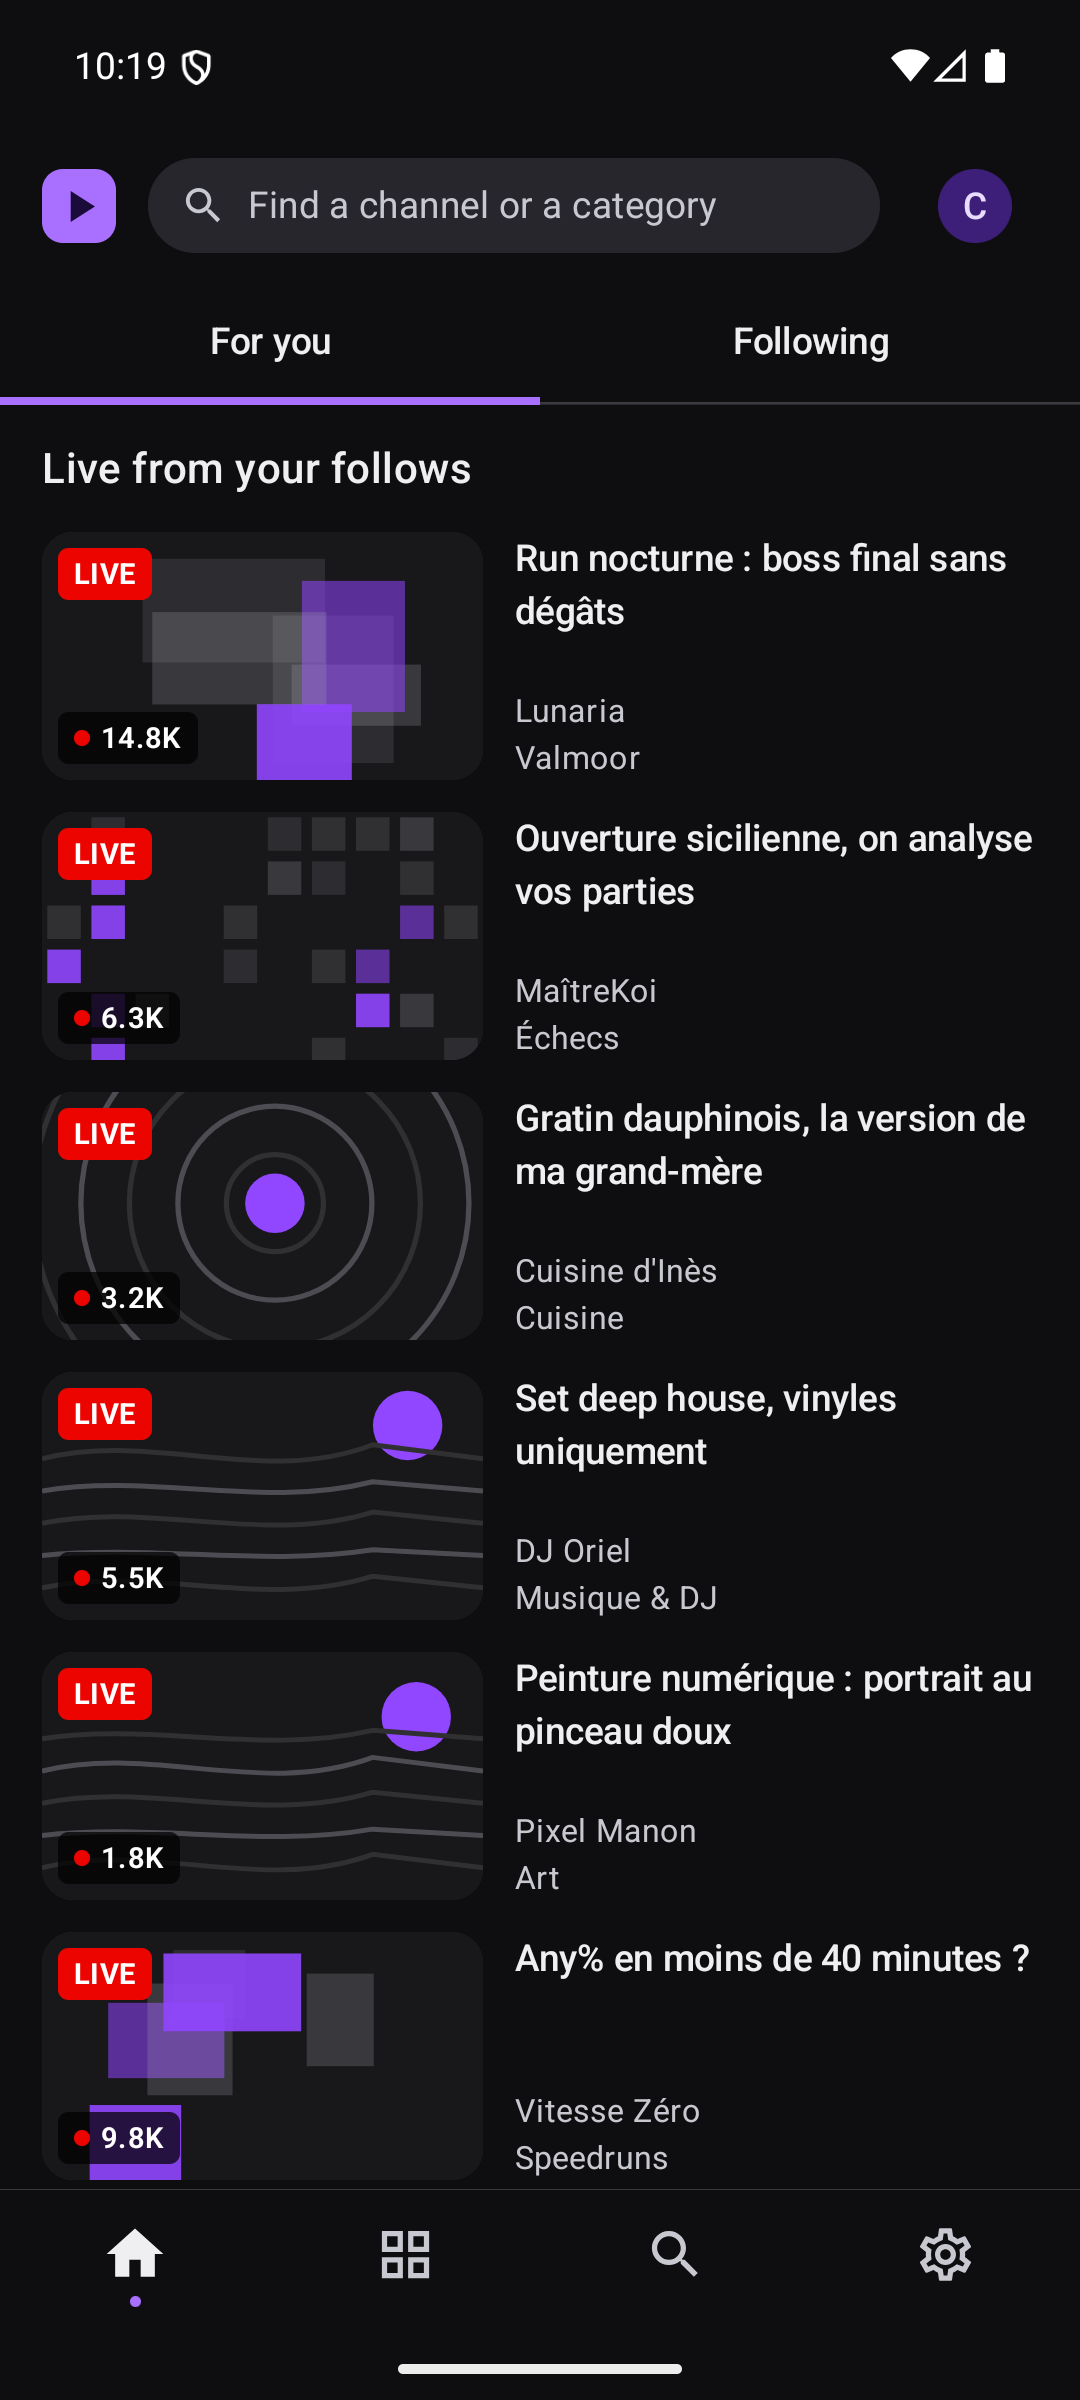 10:19
Find a channel or a category
C
For you
Following
Live from your follows
LIVE
14.8K
Run nocturne : boss final sans
dégâts
Lunaria
Valmoor
LIVE
6.3K
Ouverture sicilienne, on analyse
vos parties
MaîtreKoi
Échecs
LIVE
3.2K
Gratin dauphinois, la version de
ma grand-mère
Cuisine d'Inès
Cuisine
LIVE
5.5K
Set deep house, vinyles
uniquement
DJ Oriel
Musique & DJ
LIVE
1.8K
Peinture numérique : portrait au
pinceau doux
Pixel Manon
Art
LIVE
9.8K
Any% en moins de 40 minutes ?
Vitesse Zéro
Speedruns